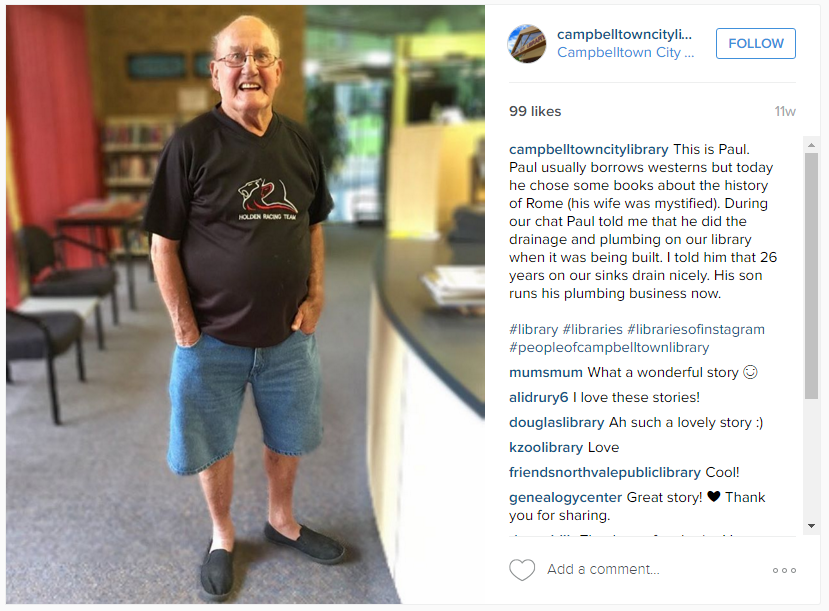 HOLDEN RACING TEAM
campbelltowncityli...
Campbelltown City ...
FOLLOW
99 likes
11w
campbelltowncitylibrary This is Paul.
Paul usually borrows westerns but today
he chose some books about the history
of Rome (his wife was mystified). During
our chat Paul told me that he did the
drainage and plumbing on our library
when it was being built. I told him that 26
years on our sinks drain nicely. His son
runs his plumbing business now.
#library #libraries #librariesofinstagram
#peopleofcampbelltownlibrary
mumsmum What a wonderful story ☺
alidrury6 I love these stories!
douglaslibrary Ah such a lovely story :)
kzoolibrary Love
friendsnorthvalepubliclibrary Cool!
genealogycenter Great story! ♥ Thank
you for sharing.
Add a comment...